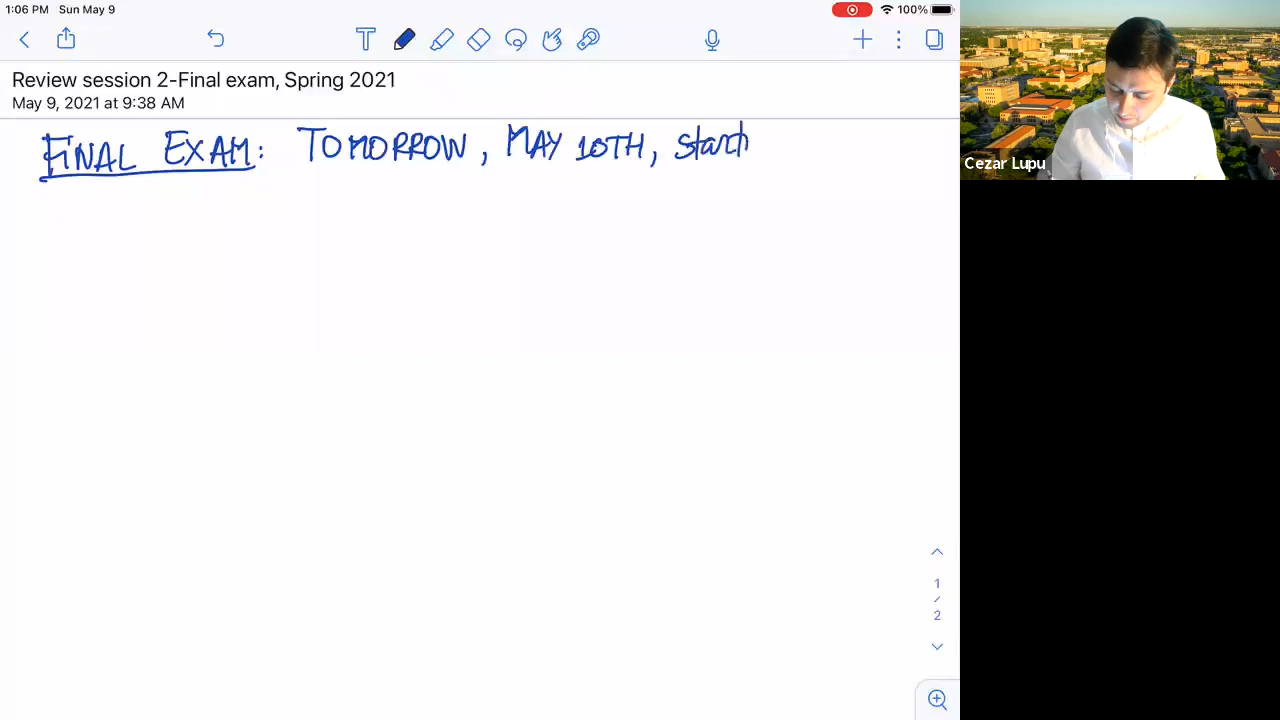 1:06 PM Sun May 9 100%
Review session 2-Final exam, Spring 2021
May 9, 2021 at 9:38 AM
FINAL EXAM: TOMORROW, MAY 10TH,
Cezar Lupu
1
/
2